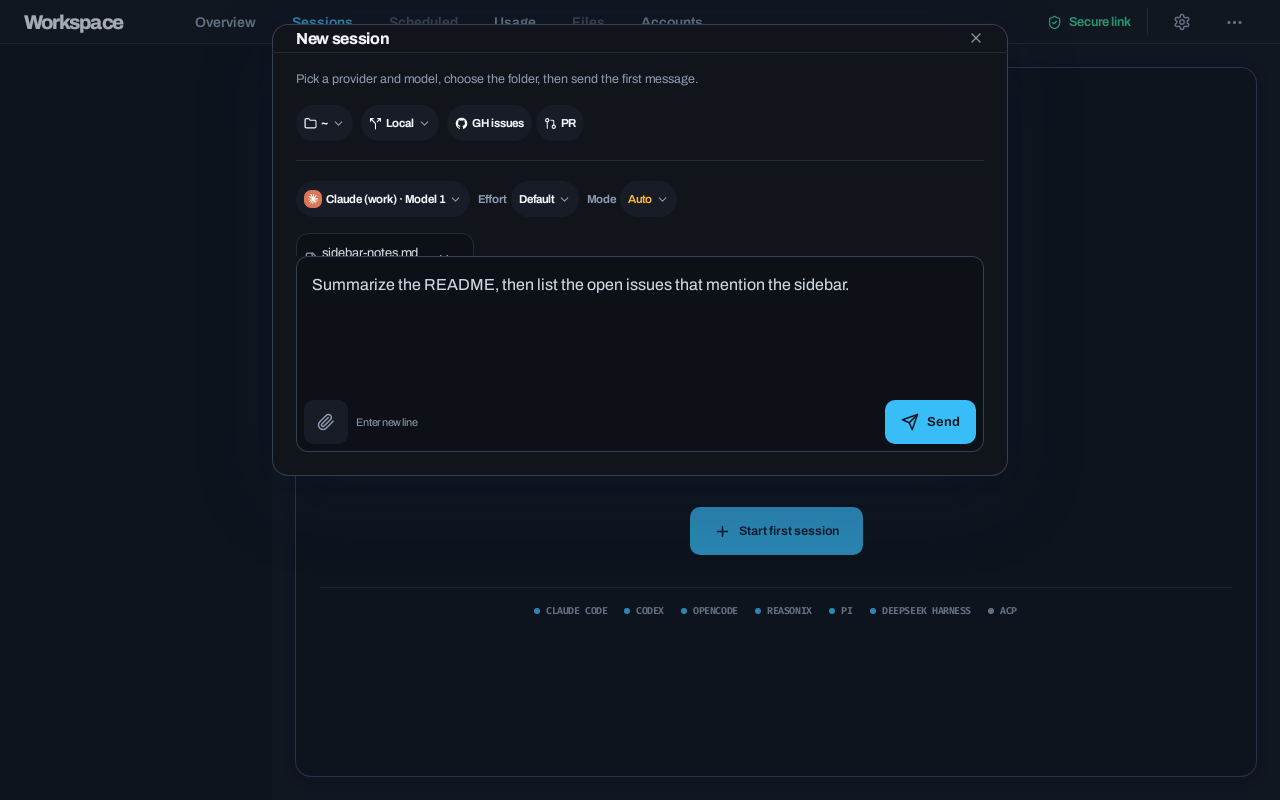 Workspace
Overview
Sessions
Scheduled
Usage
Files
Accounts
Secure link
New session
Pick a provider and model, choose the folder, then send the first message.
~
Local
GH issues
PR
Claude (work) · Model 1
Effort
Default
Mode
Auto
sidebar-notes.md
Summarize the README, then list the open issues that mention the sidebar.
Enter new line
Send
Start first session
CLAUDE CODE
CODEX
OPENCODE
REASONIX
PI
DEEPSEEK HARNESS
ACP